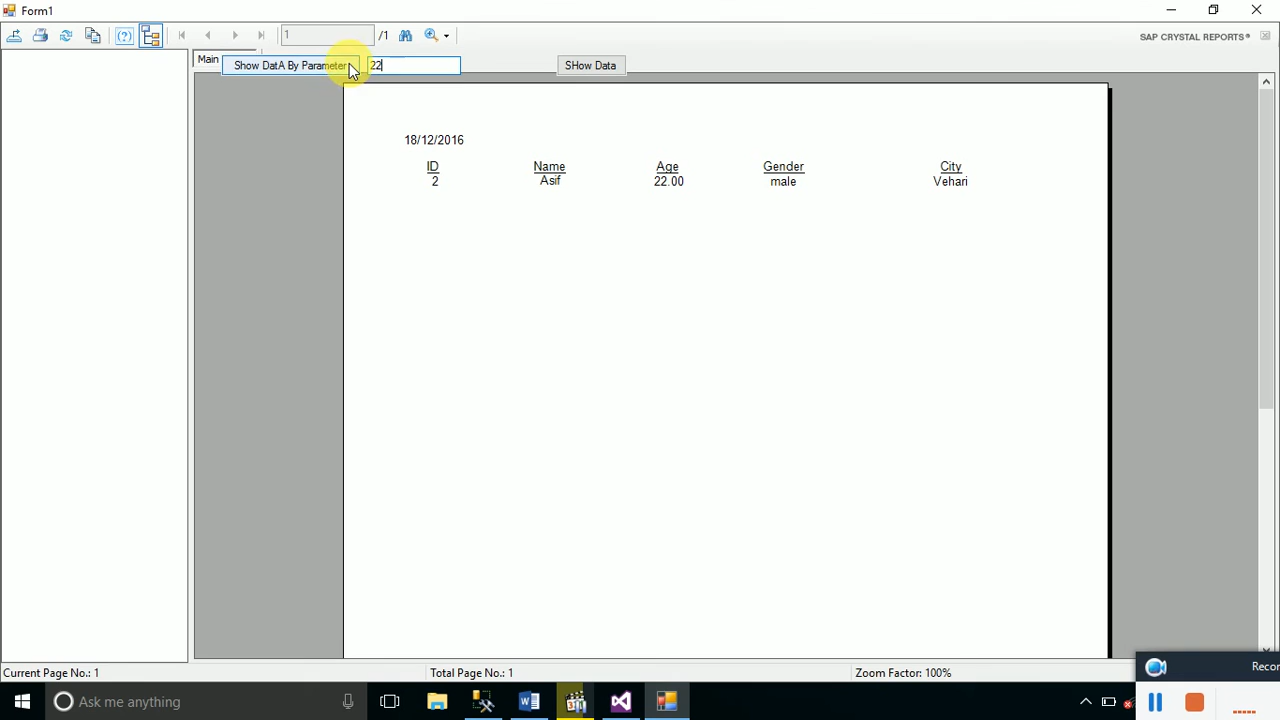 Form1
1 /1 SAP CRYSTAL REPORTS®
Main
Show DatA By Parameter 22 SHow Data
18/12/2016
ID Name Age Gender City
2 Asif 22.00 male Vehari
Current Page No.: 1 Total Page No.: 1 Zoom Factor: 100%
Recor
Ask me anything